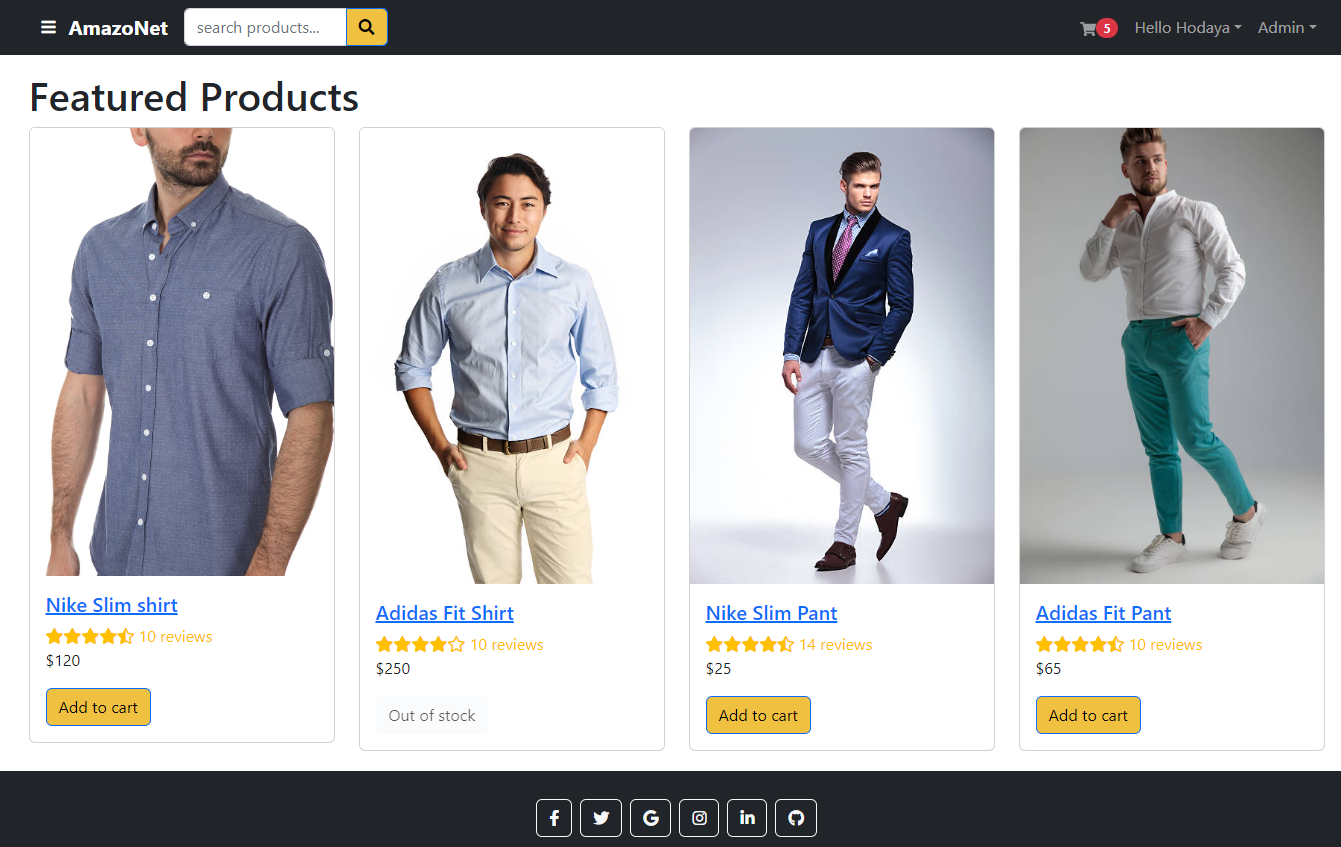 AmazoNet
search products...
5
Hello Hodaya
Admin
Featured Products
Nike Slim shirt
10 reviews
$120
Add to cart
Adidas Fit Shirt
10 reviews
$250
Out of stock
Nike Slim Pant
14 reviews
$25
Add to cart
Adidas Fit Pant
10 reviews
$65
Add to cart